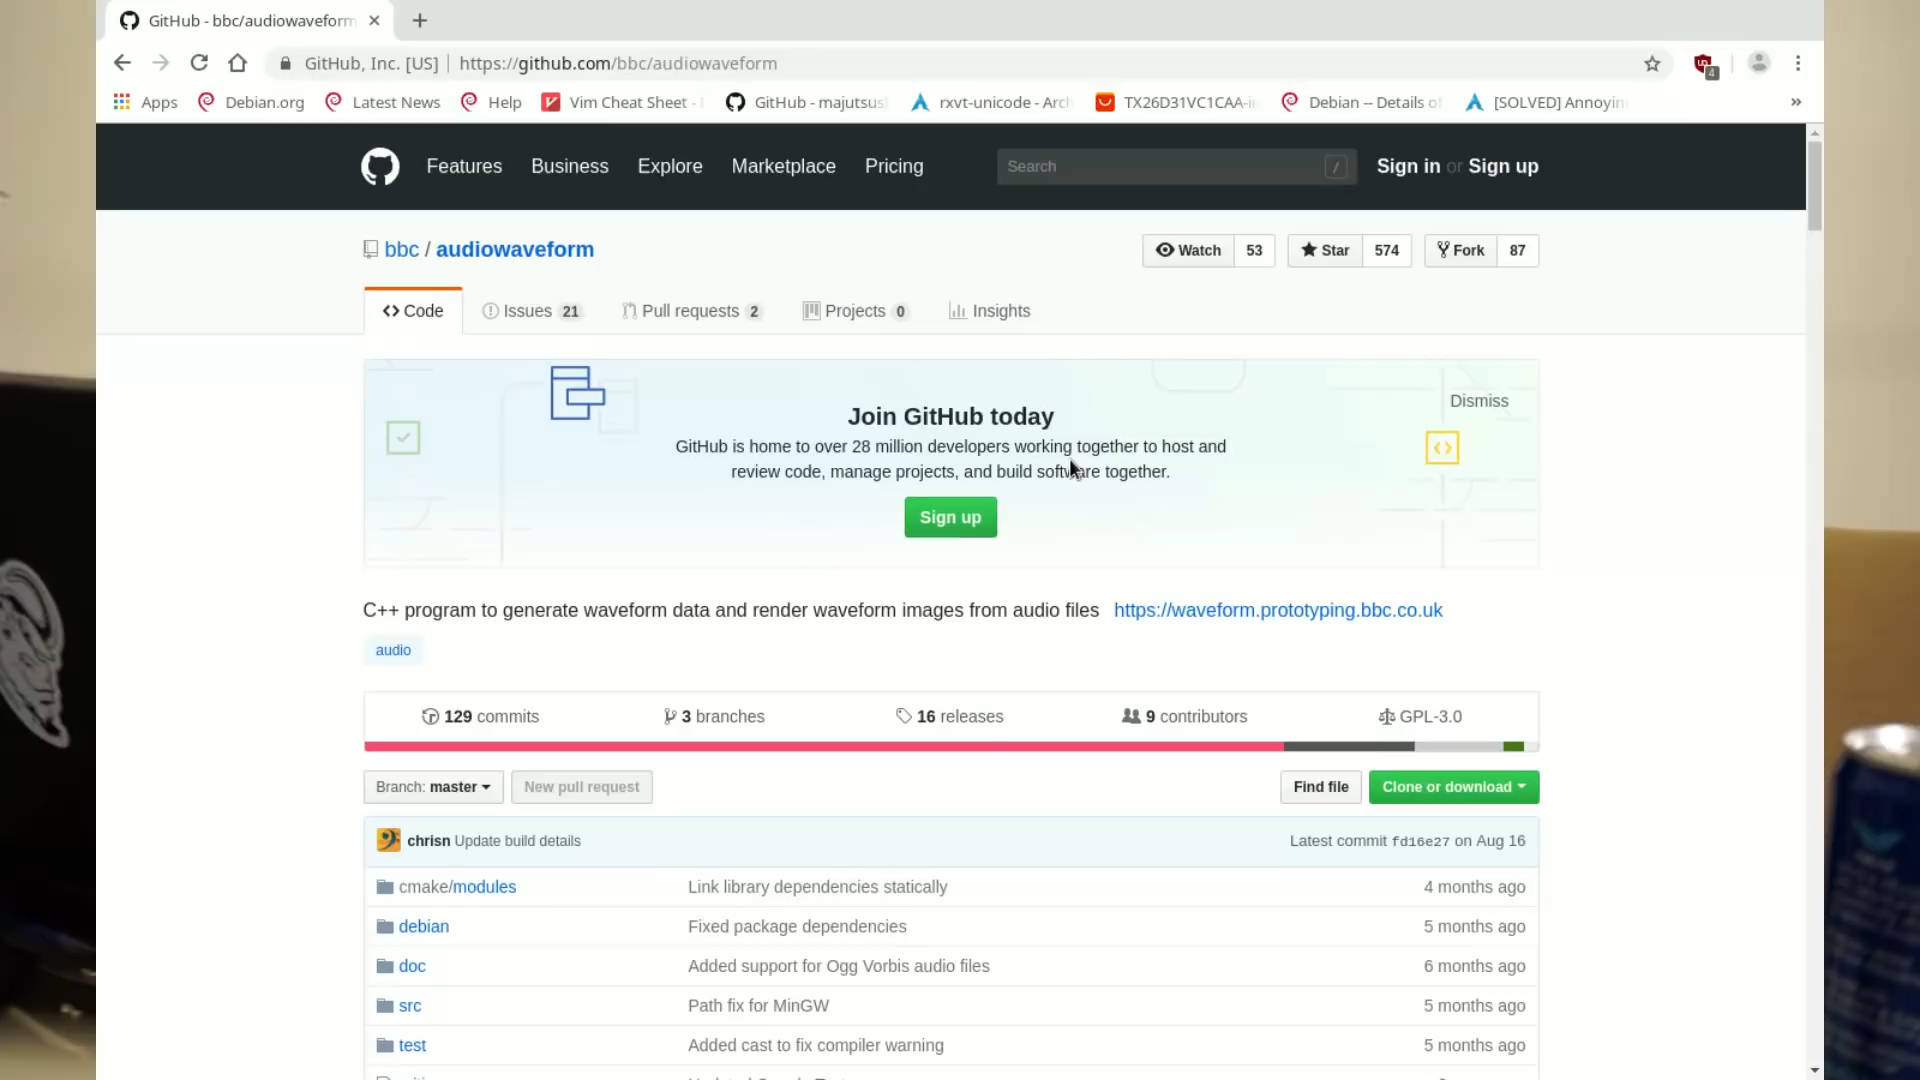 GitHub - bbc/audiowaveform
GitHub, Inc. [US] | https://github.com/bbc/audiowaveform
Apps Debian.org Latest News Help Vim Cheat Sheet - GitHub - majutsus rxvt-unicode - Arch TX26D31VC1CAA-i Debian -- Details of [SOLVED] Annoyin »
Features Business Explore Marketplace Pricing Search / Sign in or Sign up
bbc / audiowaveform Watch 53 Star 574 Fork 87
Code Issues 21 Pull requests 2 Projects 0 Insights
Dismiss
Join GitHub today
GitHub is home to over 28 million developers working together to host and
review code, manage projects, and build software together.
Sign up
C++ program to generate waveform data and render waveform images from audio files https://waveform.prototyping.bbc.co.uk
audio
129 commits 3 branches 16 releases 9 contributors GPL-3.0
Branch: master New pull request Find file Clone or download
chrisn Update build details Latest commit fd16e27 on Aug 16
cmake/modules Link library dependencies statically 4 months ago
debian Fixed package dependencies 5 months ago
doc Added support for Ogg Vorbis audio files 6 months ago
src Path fix for MinGW 5 months ago
test Added cast to fix compiler warning 5 months ago